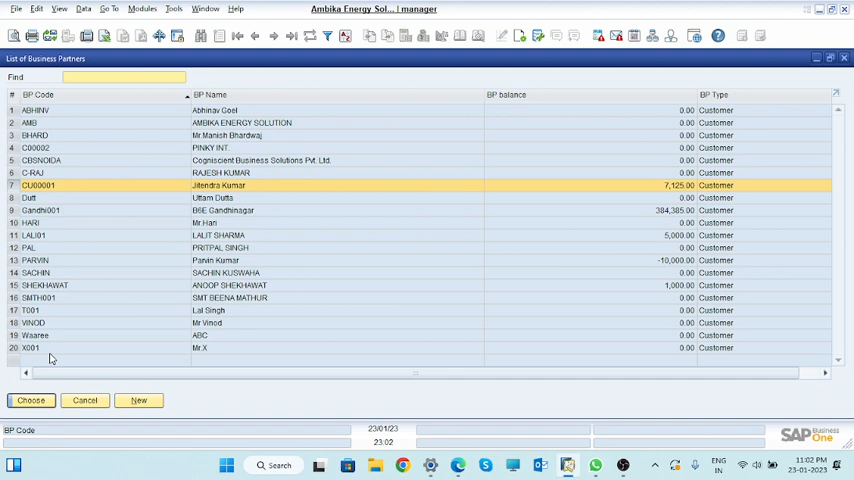 File Edit View Data Go To Modules Tools Window Help Ambika Energy Sol... | manager
List of Business Partners
Find
# BP Code BP Name BP balance BP Type
1 ABHINV Abhinav Goel 0.00 Customer
2 AMB AMBIKA ENERGY SOLUTION 0.00 Customer
3 BHARD Mr.Manish Bhardwaj 0.00 Customer
4 C00002 PINKY INT. 0.00 Customer
5 CBSNOIDA Cogniscient Business Solutions Pvt. Ltd. 0.00 Customer
6 C-RAJ RAJESH KUMAR 0.00 Customer
7 CU00001 Jitendra Kumar 7,125.00 Customer
8 Dutt Uttam Dutta 0.00 Customer
9 Gandhi001 B6E Gandhinagar 384,385.00 Customer
10 HARI Mr.Hari 0.00 Customer
11 LALI01 LALIT SHARMA 5,000.00 Customer
12 PAL PRITPAL SINGH 0.00 Customer
13 PARVIN Parvin Kumar -10,000.00 Customer
14 SACHIN SACHIN KUSWAHA 0.00 Customer
15 SHEKHAWAT ANOOP SHEKHAWAT 1,000.00 Customer
16 SMTH001 SMT BEENA MATHUR 0.00 Customer
17 T001 Lal Singh 0.00 Customer
18 VINOD Mr Vinod 0.00 Customer
19 Waaree ABC 0.00 Customer
20 X001 Mr.X 0.00 Customer
Choose Cancel New
BP Code 23/01/23
23:02
SAP Business One
Search ENG IN 11:02 PM 23-01-2023